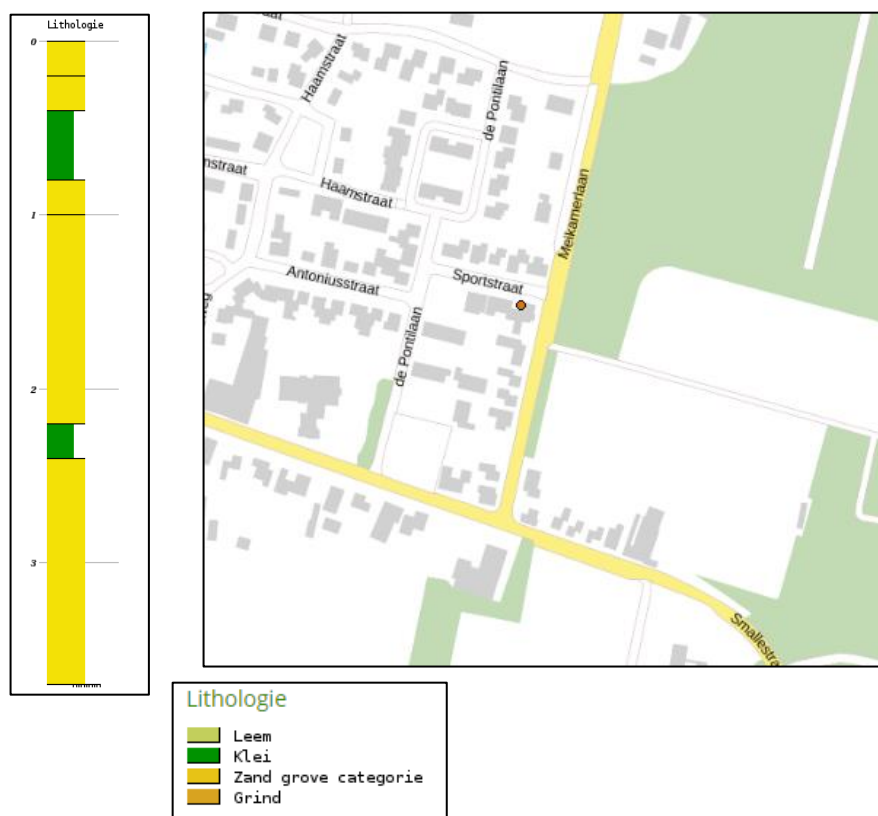 Lithologie
0
1
2
3
Haamstraat
de Pontilaan
nstraat
Haamstraat
Meikamerlaan
Antoniusstraat
Sportstraat
de Pontilaan
Smallestra
Lithologie
Leem
Klei
Zand grove categorie
Grind